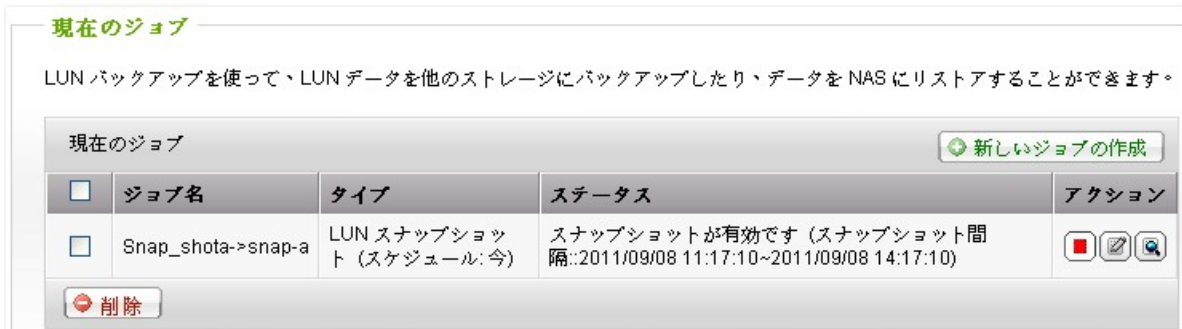 現在のジョブ
LUN バックアップを使って、LUN データを他のストレージにバックアップしたり、データを NAS にリストアすることができます。
現在のジョブ
新しいジョブの作成
ジョブ名 タイプ ステータス アクション
Snap_shota->snap-a
LUN スナップショッ
ト (スケジュール: 今)
スナップショットが有効です (スナップショット間
隔::2011/09/08 11:17:10~2011/09/08 14:17:10)
削除